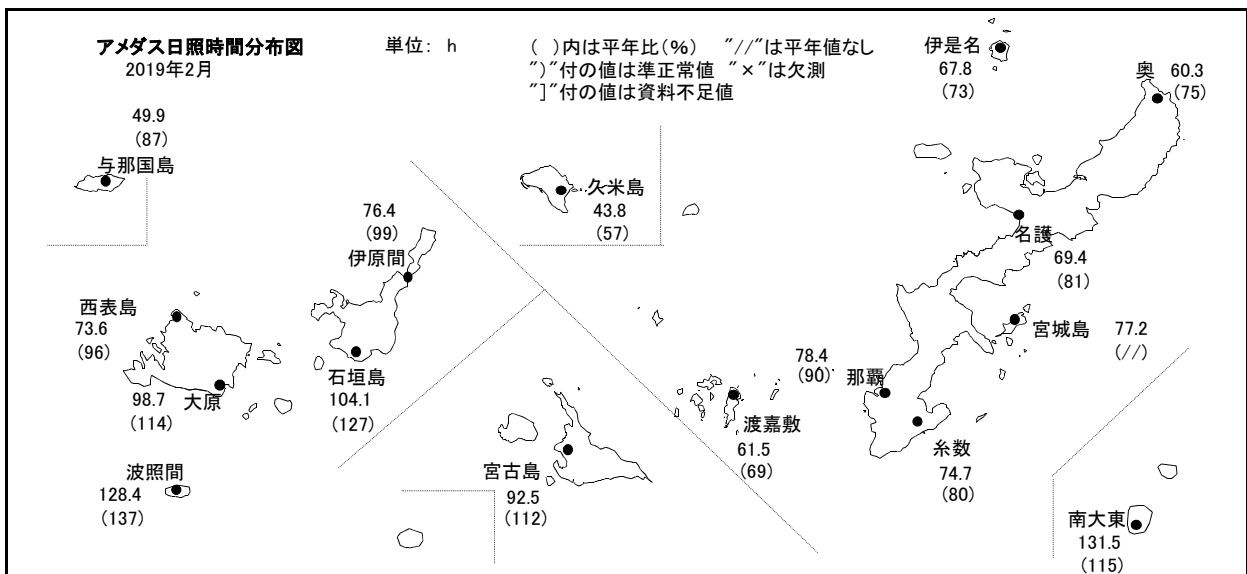 アメダス日照時間分布図
2019年2月
単位： h
( )内は平年比(%) "//"は平年値なし
")"付の値は準正常値 "×"は欠測
"]"付の値は資料不足値
伊是名
67.8
(73)
奥
60.3
(75)
49.9
(87)
与那国島
久米島
43.8
(57)
76.4
(99)
伊原間
名護
69.4
(81)
西表島
73.6
(96)
宮城島
77.2
(//)
石垣島
104.1
(127)
98.7
(114)
大原
78.4
(90)
那覇
渡嘉敷
61.5
(69)
糸数
74.7
(80)
波照間
128.4
(137)
宮古島
92.5
(112)
南大東
131.5
(115)